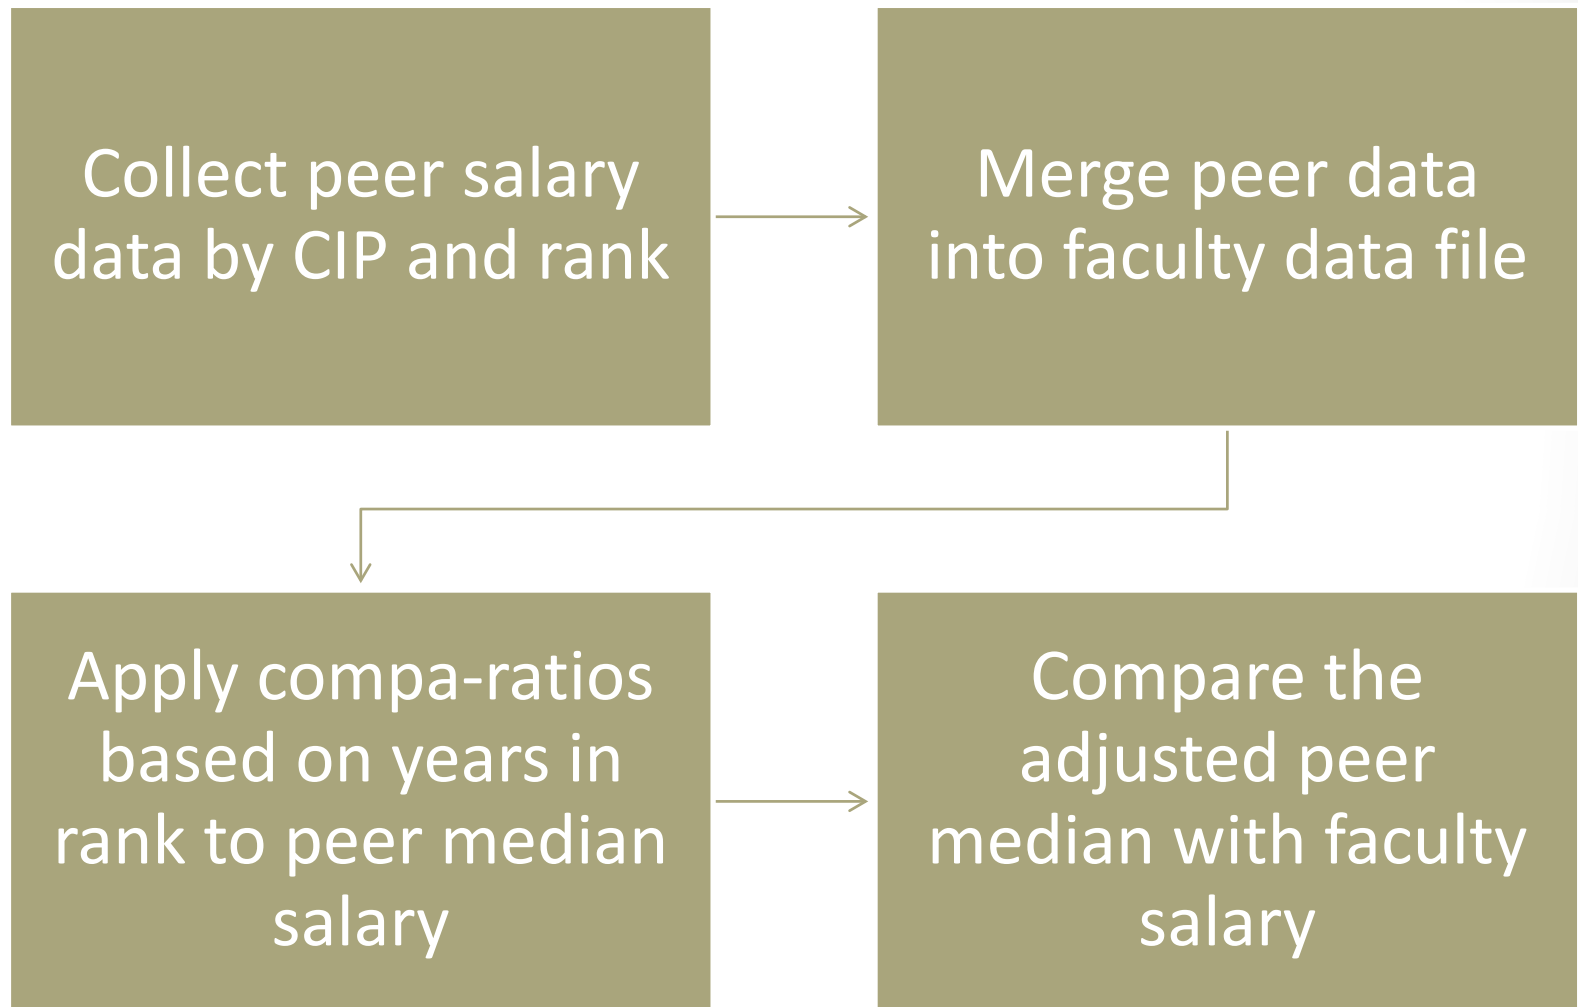 Collect peer salary
data by CIP and rank
Merge peer data
into faculty data file
Apply compa-ratios
based on years in
rank to peer median
salary
Compare the
adjusted peer
median with faculty
salary